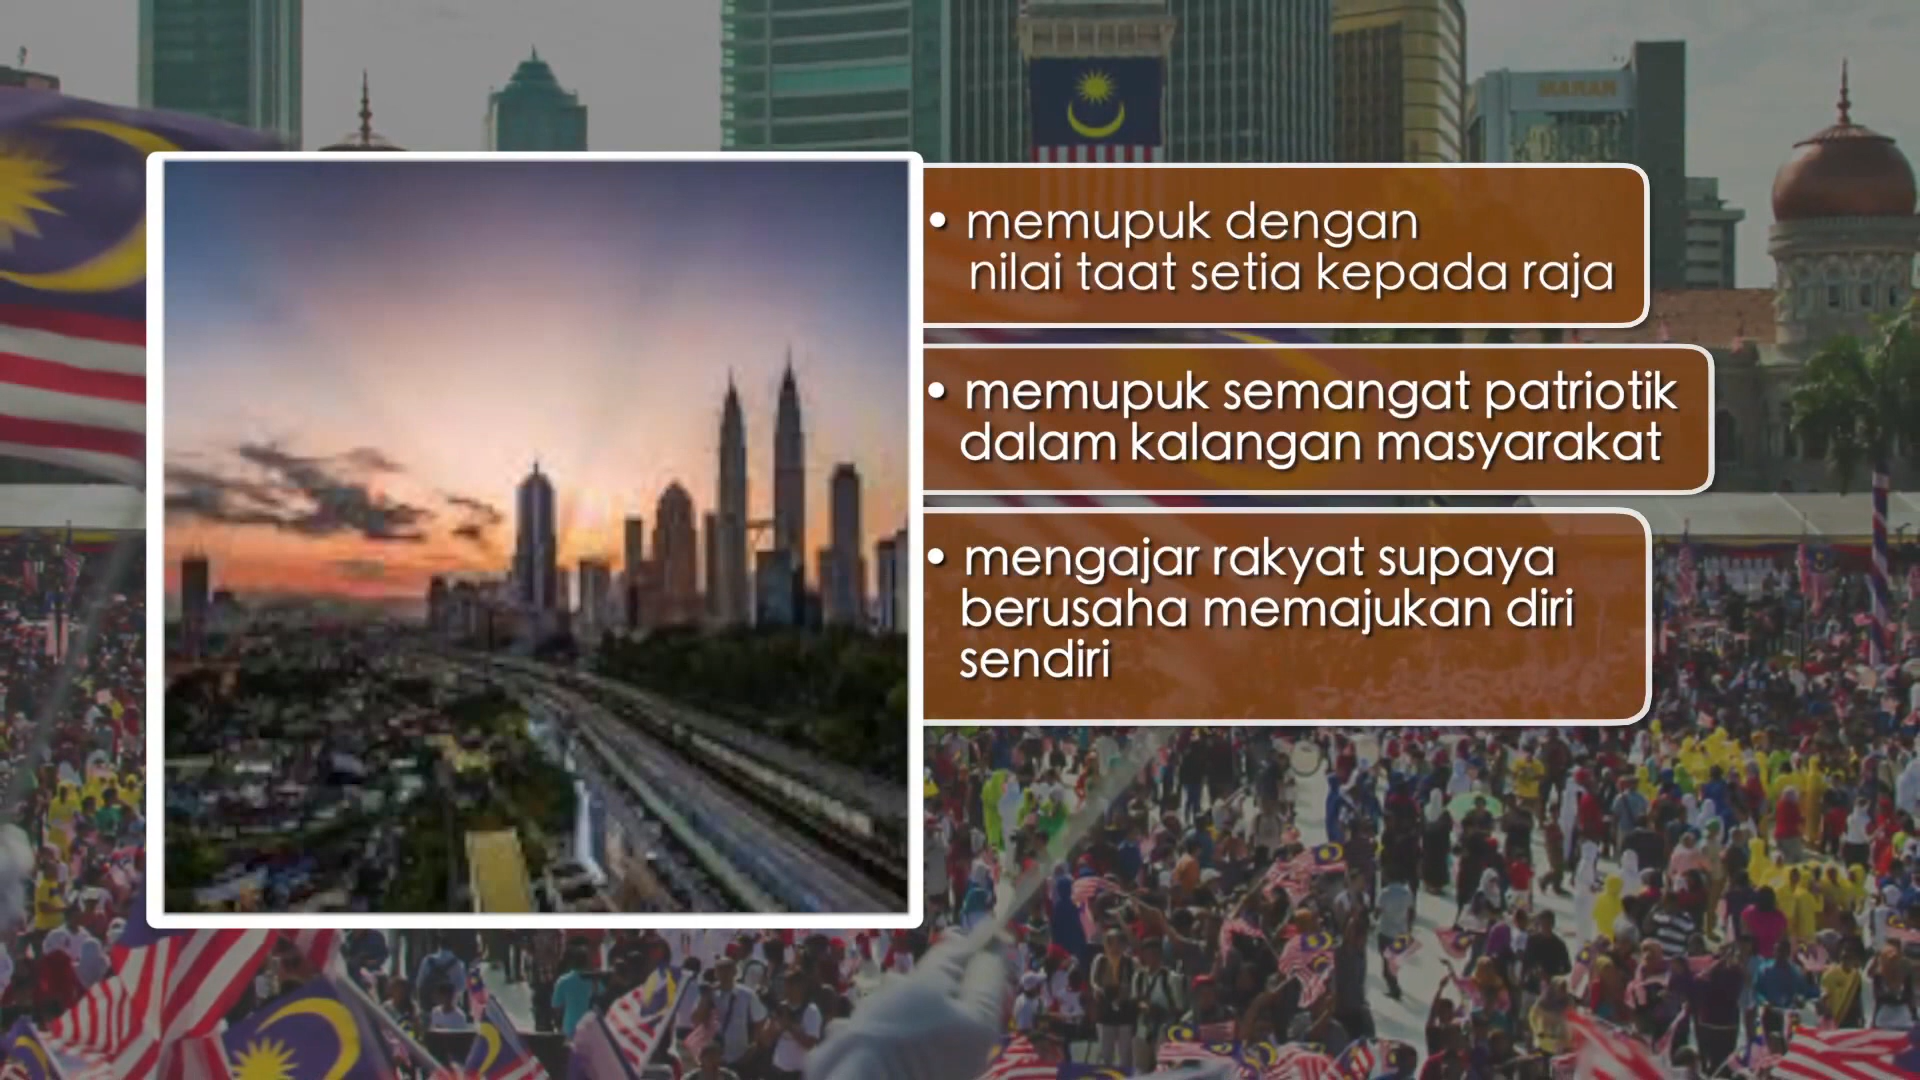 • memupuk dengan
nilai taat setia kepada raja
• memupuk semangat patriotik
dalam kalangan masyarakat
• mengajar rakyat supaya
berusaha memajukan diri
sendiri